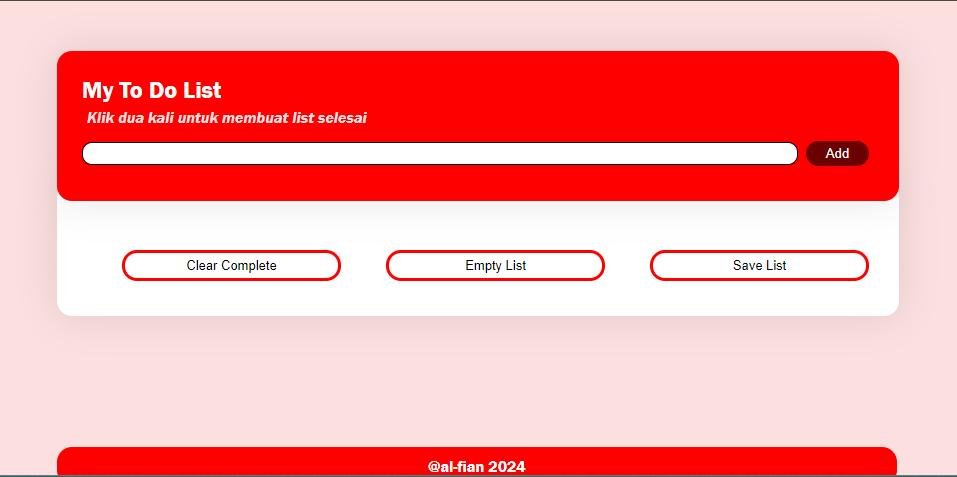 My To Do List
Klik dua kali untuk membuat list selesai
Add
Clear Complete
Empty List
Save List
@al-fian 2024